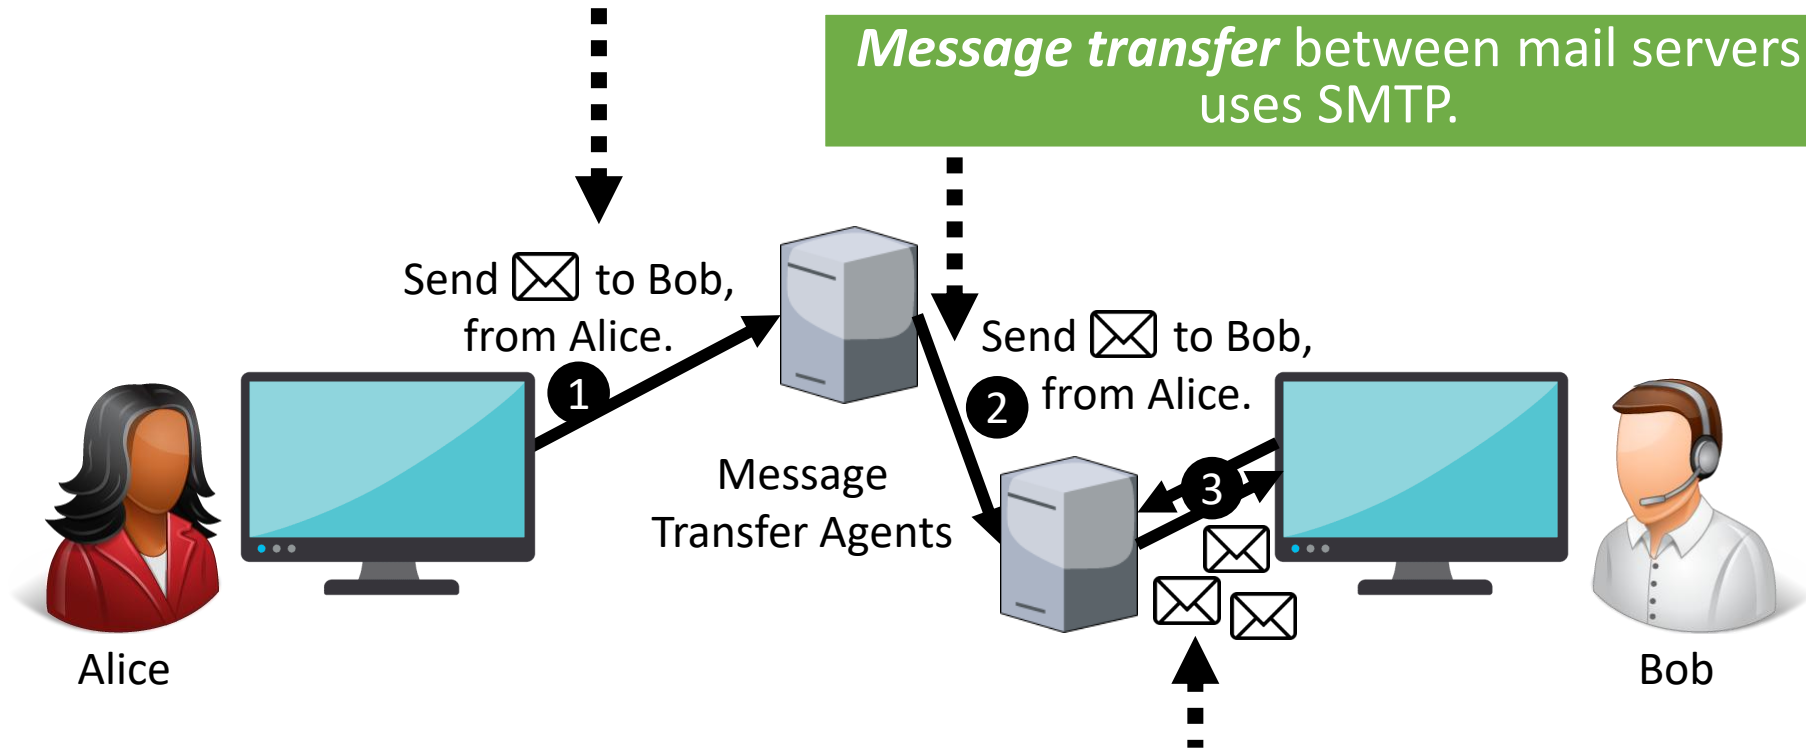 Message transfer between mail servers
uses SMTP.
Send to Bob,
from Alice.
1
Send to Bob,
from Alice.
2
Message
Transfer Agents
3
Alice
Bob